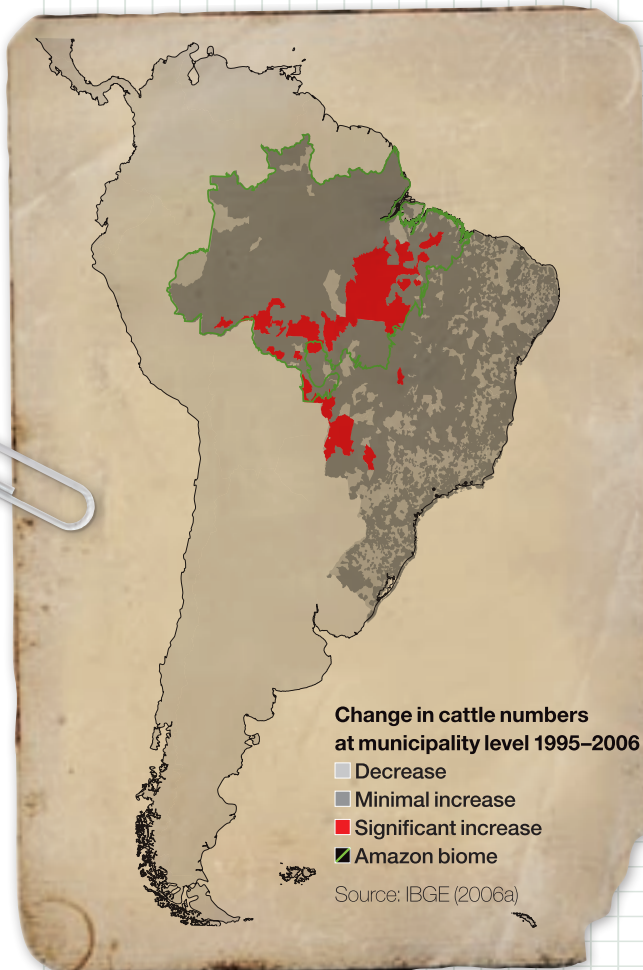 Change in cattle numbers
at municipality level 1995–2006
Decrease
Minimal increase
Significant increase
Amazon biome
Source: IBGE (2006a)